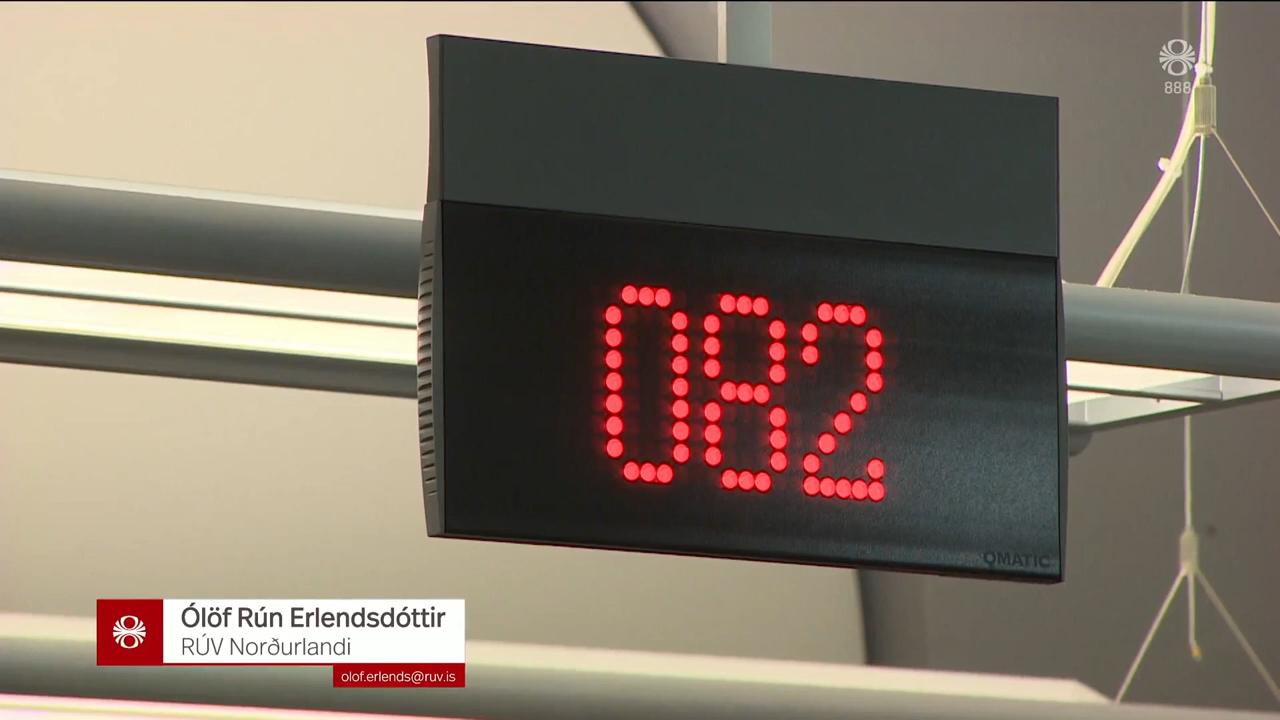 888
082
QMATIC
Ólöf Rún Erlendsdóttir
RÚV Norðurlandi
olof.erlends@ruv.is